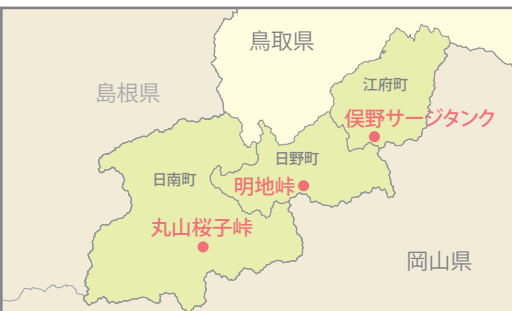 鳥取県
江府町
島根県
俣野サージタンク
日野町
日南町
明地峠
丸山桜子峠
岡山県